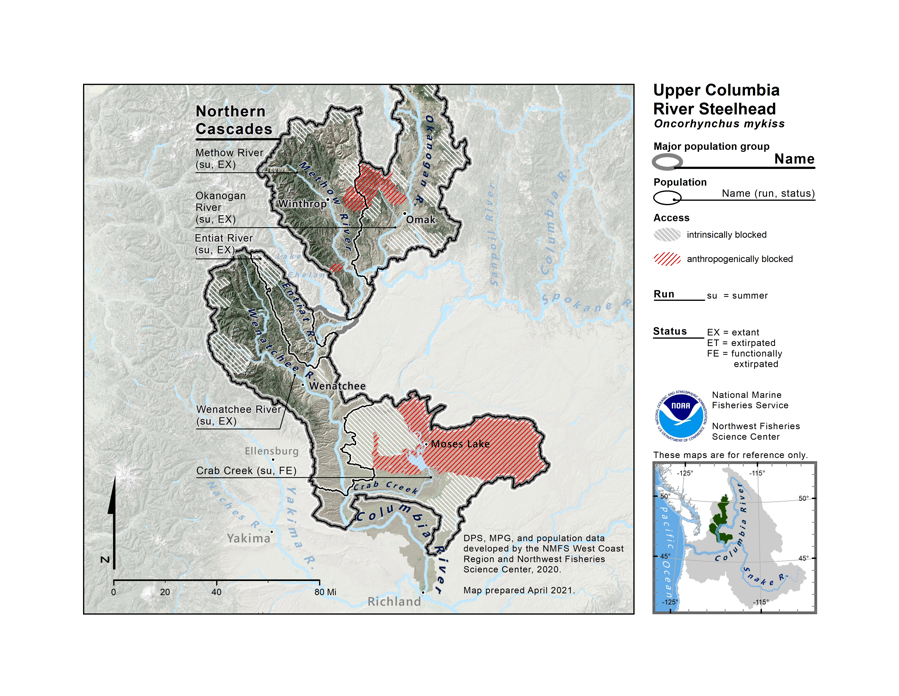 Northern
Cascades
Methow River
(su, EX)
Okanogan
River
(su, EX)
Entiat River
(su, EX)
Methow River
Winthrop
Okanogan R.
Omak
Sanpoil River
Columbia R.
Spokane R.
Lake
Chelan
Entiat R.
Wenatchee R.
Wenatchee
Wenatchee River
(su, EX)
Moses Lake
Ellensburg
Crab Creek (su, FE)
Crab Creek
Columbia River
Naches R.
Yakima R.
Yakima
Richland
N
0 20 40 80 Mi
DPS, MPG, and population data
developed by the NMFS West Coast
Region and Northwest Fisheries
Science Center, 2020.
Map prepared April 2021.
Upper Columbia
River Steelhead
Oncorhynchus mykiss
Major population group
Name
Population
Name (run, status)
Access
intrinsically blocked
anthropogenically blocked
Run
su = summer
Status
EX = extant
ET = extirpated
FE = functionally
extirpated
NOAA
National Marine
Fisheries Service
Northwest Fisheries
Science Center
These maps are for reference only.
-125° -115°
50° 50°
Pacific Ocean
Columbia River
45° 45°
Snake R.
-125° -115°